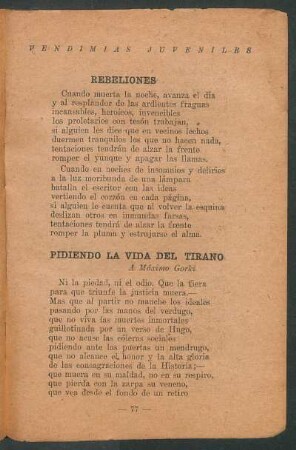 VENDIMIAS JUVENILES
REBELIONES
Cuando muerta la noche, avanza el día
y al resplandor de las ardientes fraguas
incansables, heroicos, invencibles
los proletarios con tesón trabajan,
si alguien les dice que en vecinos lechos
duermen tranquilos los que no hacen nada,
tentaciones tendrán de alzar la frente
romper el yunque y apagar las llamas.
Cuando en noches de insomnios y delirios
a la luz moribunda de una lámpara
batalla el escritor con las ideas
vertiendo el corazón en cada página,
si alguien le cuenta que al volver la esquina
deslizan otros en inmundas farsas,
tentaciones tendrá de alzar la frente
romper la pluma y estrujarse el alma.
PIDIENDO LA VIDA DEL TIRANO
A Máximo Gorki
Ni la piedad, ni el odio. Que la fiera
para que triunfe la justicia muera.—
Mas que al partir no manche los ideales
pasando por las manos del verdugo,
que no viva las muertes inmortales
guillotinada por un verso de Hugo,
que no acuse las cóleras sociales
pidiendo ante las puertas un mendrugo,
que no alcance el honor y la alta gloria
de las consagraciones de la Historia;—
que muera en su maldad, no en su respiro,
que pierda con la zarpa su veneno,
que vea desde el fondo de un retiro
— 77 —